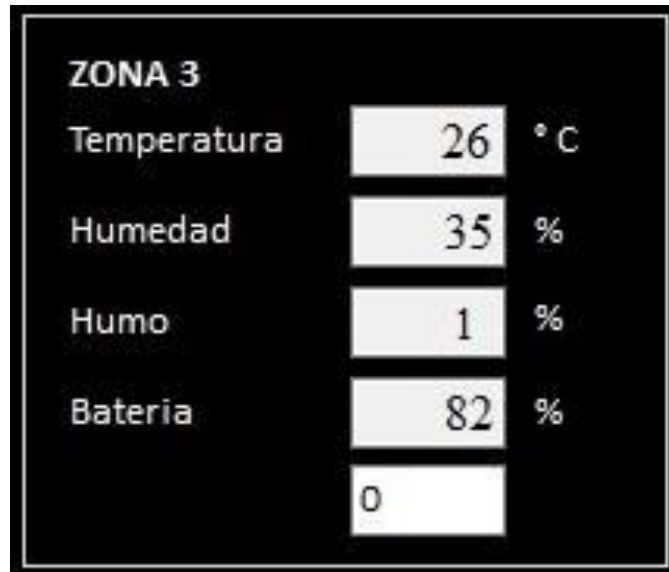 ZONA 3
Temperatura 26 ° C
Humedad 35 %
Humo 1 %
Bateria 82 %
0